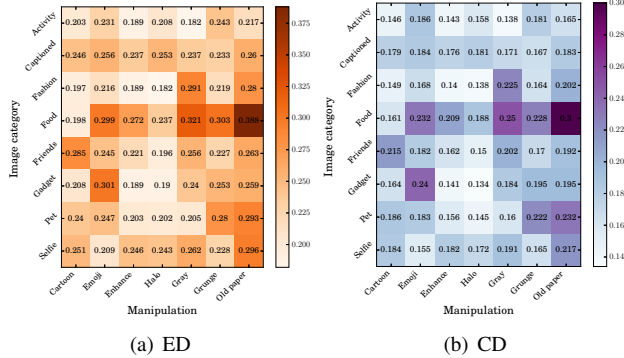 Activity 0.203 0.231 0.189 0.208 0.182 0.243 0.217
Captioned 0.246 0.256 0.237 0.253 0.237 0.233 0.26
Fashion 0.197 0.216 0.189 0.182 0.291 0.219 0.28
Food 0.198 0.299 0.272 0.237 0.321 0.303 0.388
Friends 0.285 0.245 0.221 0.196 0.256 0.227 0.263
Gadget 0.208 0.301 0.189 0.19 0.24 0.253 0.259
Pet 0.24 0.247 0.203 0.202 0.205 0.28 0.293
Selfie 0.251 0.209 0.246 0.243 0.262 0.228 0.296
Cartoon Emoji Enhance Halo Gray Grunge Old paper
Image category
Manipulation
0.375
0.350
0.325
0.300
0.275
0.250
0.225
0.200
(a) ED
Activity 0.146 0.186 0.143 0.158 0.138 0.181 0.165
Captioned 0.179 0.184 0.176 0.181 0.171 0.167 0.183
Fashion 0.149 0.168 0.14 0.138 0.225 0.164 0.202
Food 0.161 0.232 0.209 0.188 0.25 0.228 0.3
Friends 0.215 0.182 0.162 0.15 0.202 0.17 0.192
Gadget 0.164 0.24 0.141 0.134 0.184 0.195 0.195
Pet 0.186 0.183 0.156 0.145 0.16 0.222 0.232
Selfie 0.184 0.155 0.182 0.172 0.191 0.165 0.217
Cartoon Emoji Enhance Halo Gray Grunge Old paper
Image category
Manipulation
0.30
0.28
0.26
0.24
0.22
0.20
0.18
0.16
0.14
(b) CD